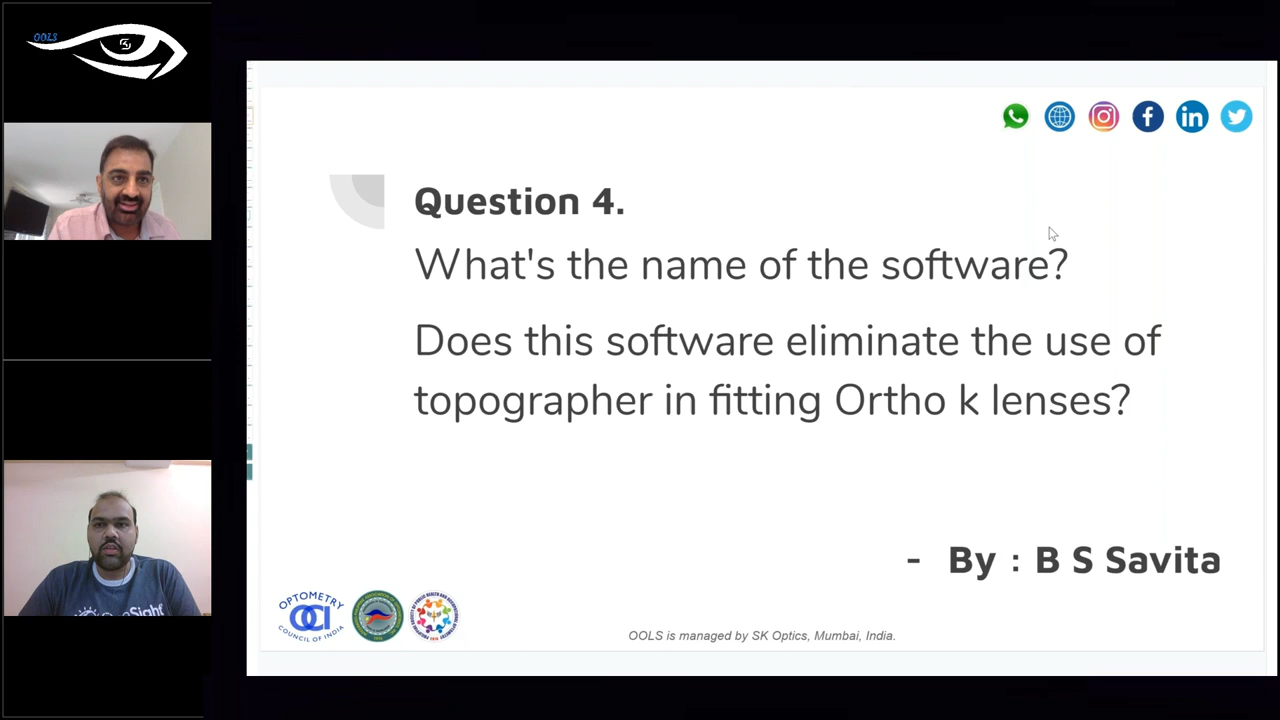 OOLS
Question 4.
What's the name of the software?
Does this software eliminate the use of
topographer in fitting Ortho k lenses?
- By : B S Savita
OPTOMETRY
OCI
COUNCIL OF INDIA
OOLS is managed by SK Optics, Mumbai, India.